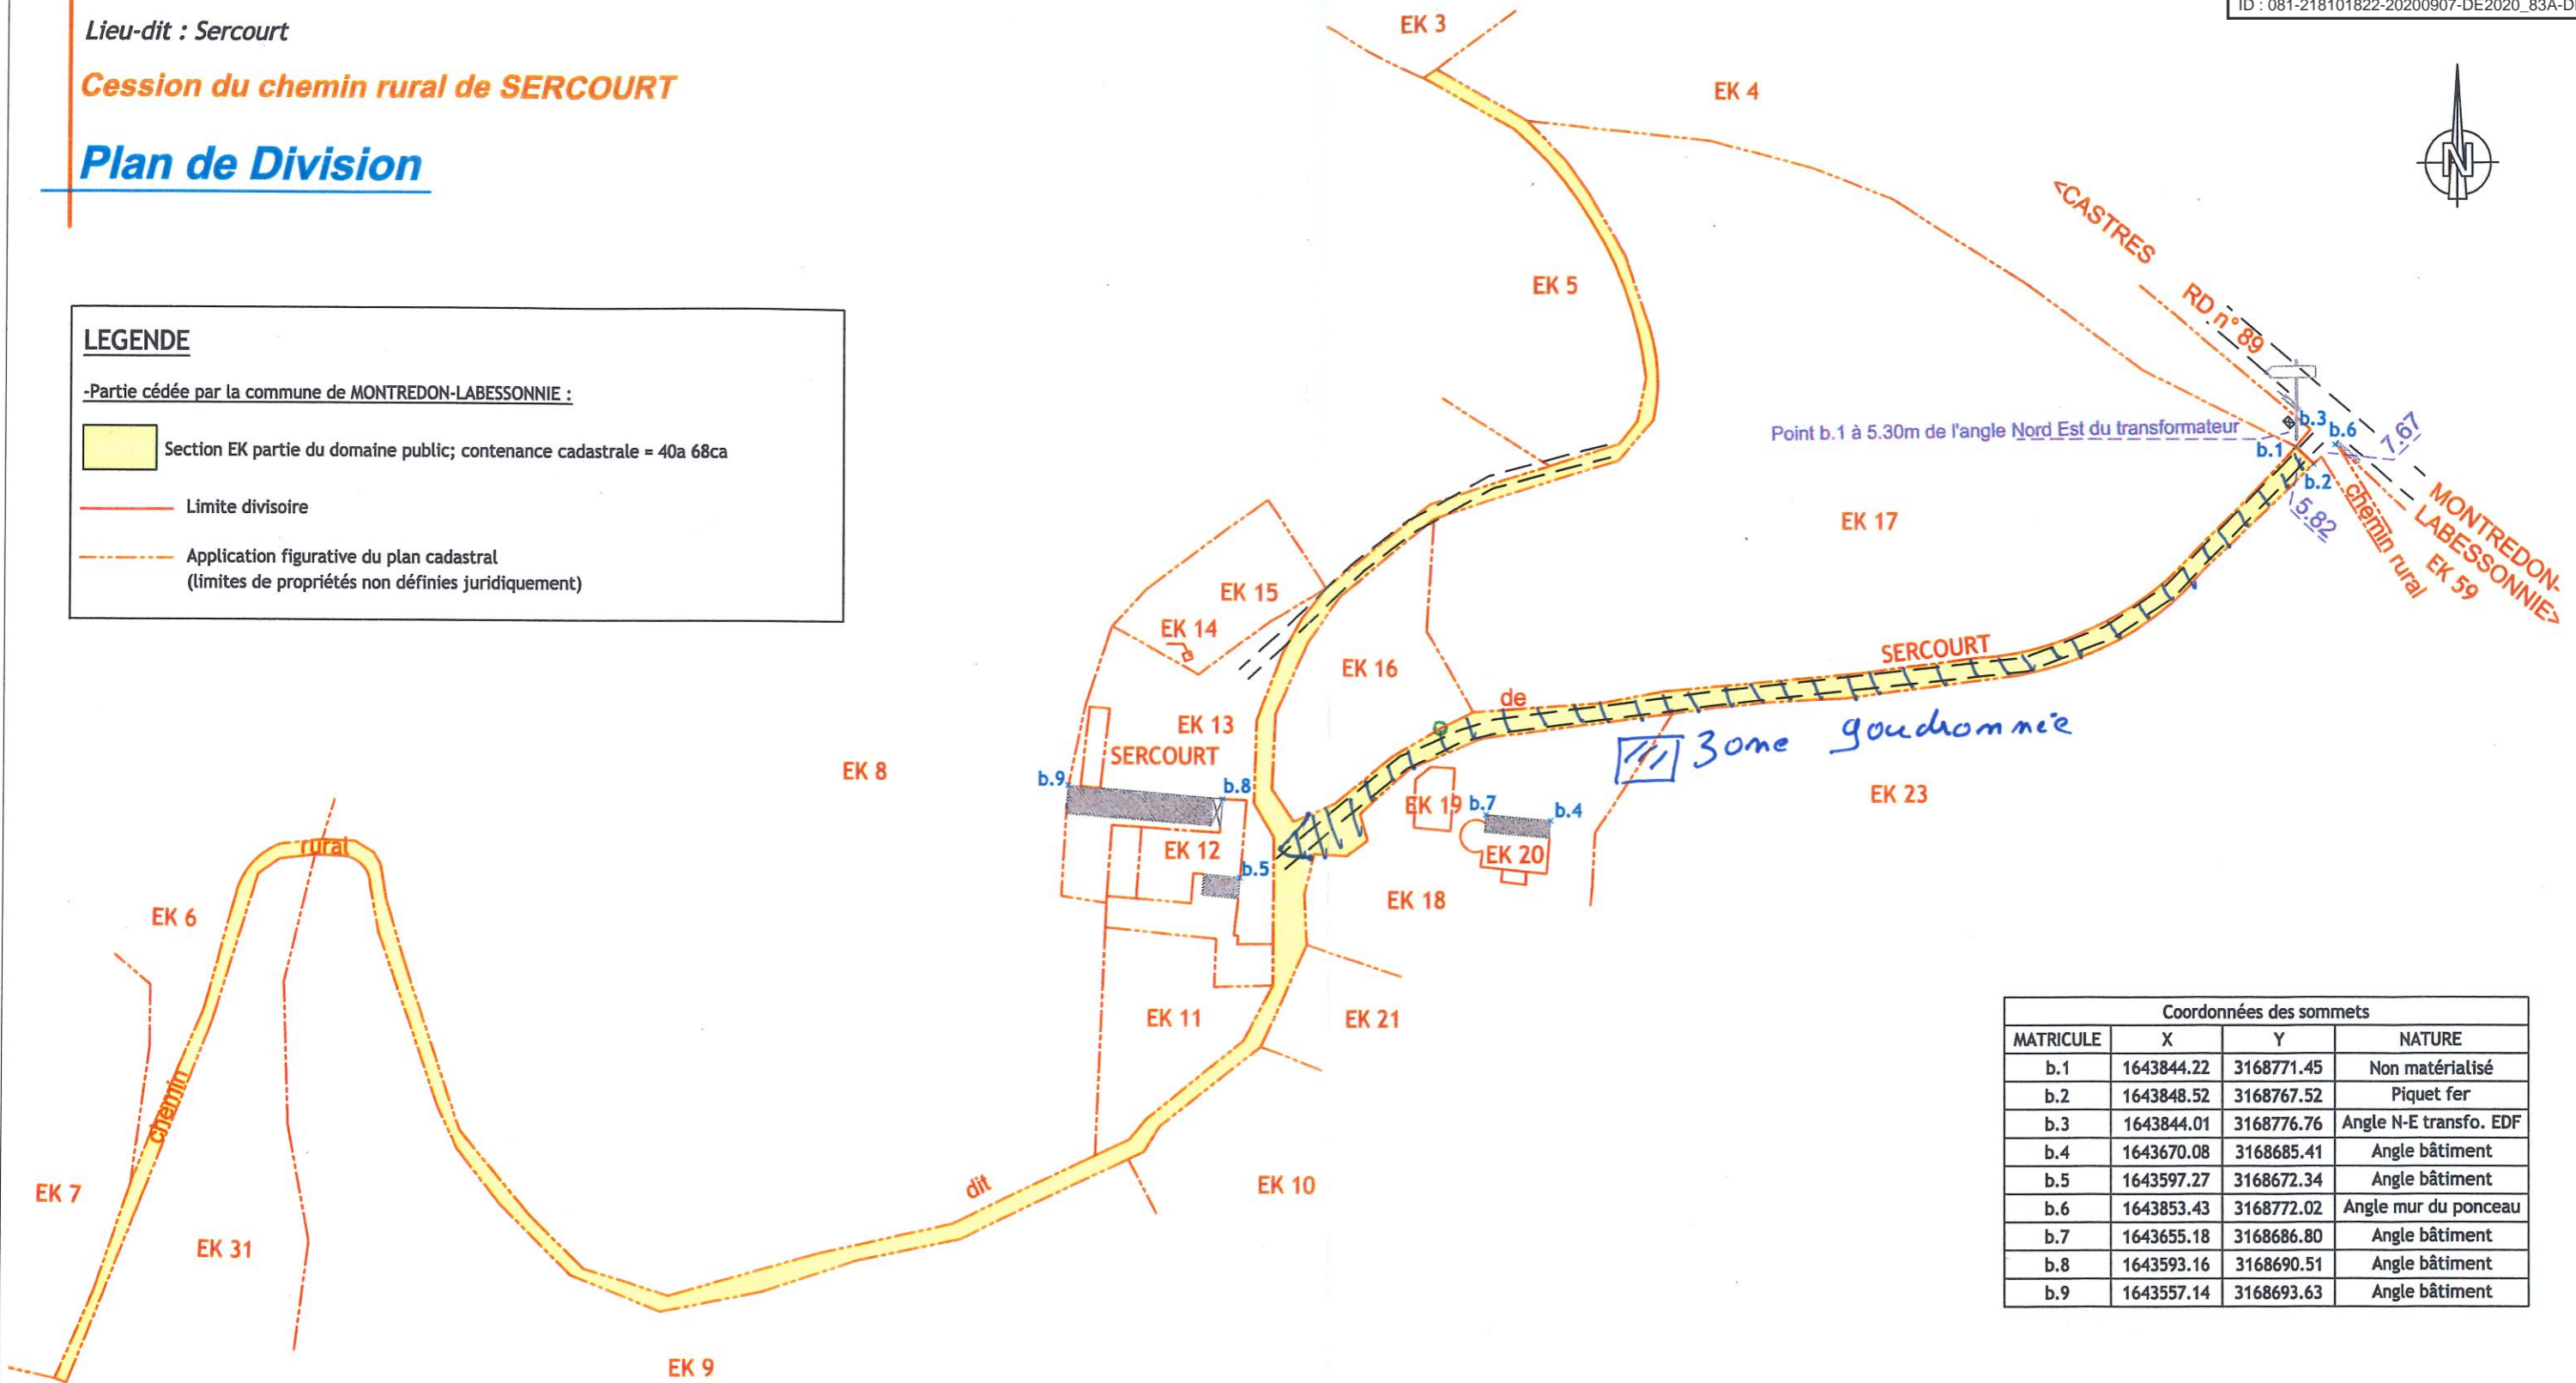 ID : 081-218101822-20200907-DE2020_83A-D
Lieu-dit : Sercourt
Cession du chemin rural de SERCOURT
Plan de Division
LEGENDE
-Partie cédée par la commune de MONTREDON-LABESSONNIE :
Section EK partie du domaine public; contenance cadastrale = 40a 68ca
Limite divisoire
Application figurative du plan cadastral
(limites de propriétés non définies juridiquement)
EK 3
EK 4
N
<CASTRES
RD n° 89
EK 5
Point b.1 à 5.30m de l'angle Nord Est du transformateur
b.3
b.6
7.67
b.1
b.2
5.82
chemin rural
MONTREDON-
LABESSONNIE>
EK 59
EK 17
EK 15
EK 14
EK 16
SERCOURT
de
EK 13
SERCOURT
zone goudronnée
EK 8
b.9
b.8
EK 19
b.7
b.4
EK 23
rural
EK 12
b.5
EK 20
EK 6
EK 18
EK 11
EK 21
chemin
EK 7
dit
EK 10
EK 31
EK 9
Coordonnées des sommets
MATRICULE X Y NATURE
b.1 1643844.22 3168771.45 Non matérialisé
b.2 1643848.52 3168767.52 Piquet fer
b.3 1643844.01 3168776.76 Angle N-E transfo. EDF
b.4 1643670.08 3168685.41 Angle bâtiment
b.5 1643597.27 3168672.34 Angle bâtiment
b.6 1643853.43 3168772.02 Angle mur du ponceau
b.7 1643655.18 3168686.80 Angle bâtiment
b.8 1643593.16 3168690.51 Angle bâtiment
b.9 1643557.14 3168693.63 Angle bâtiment